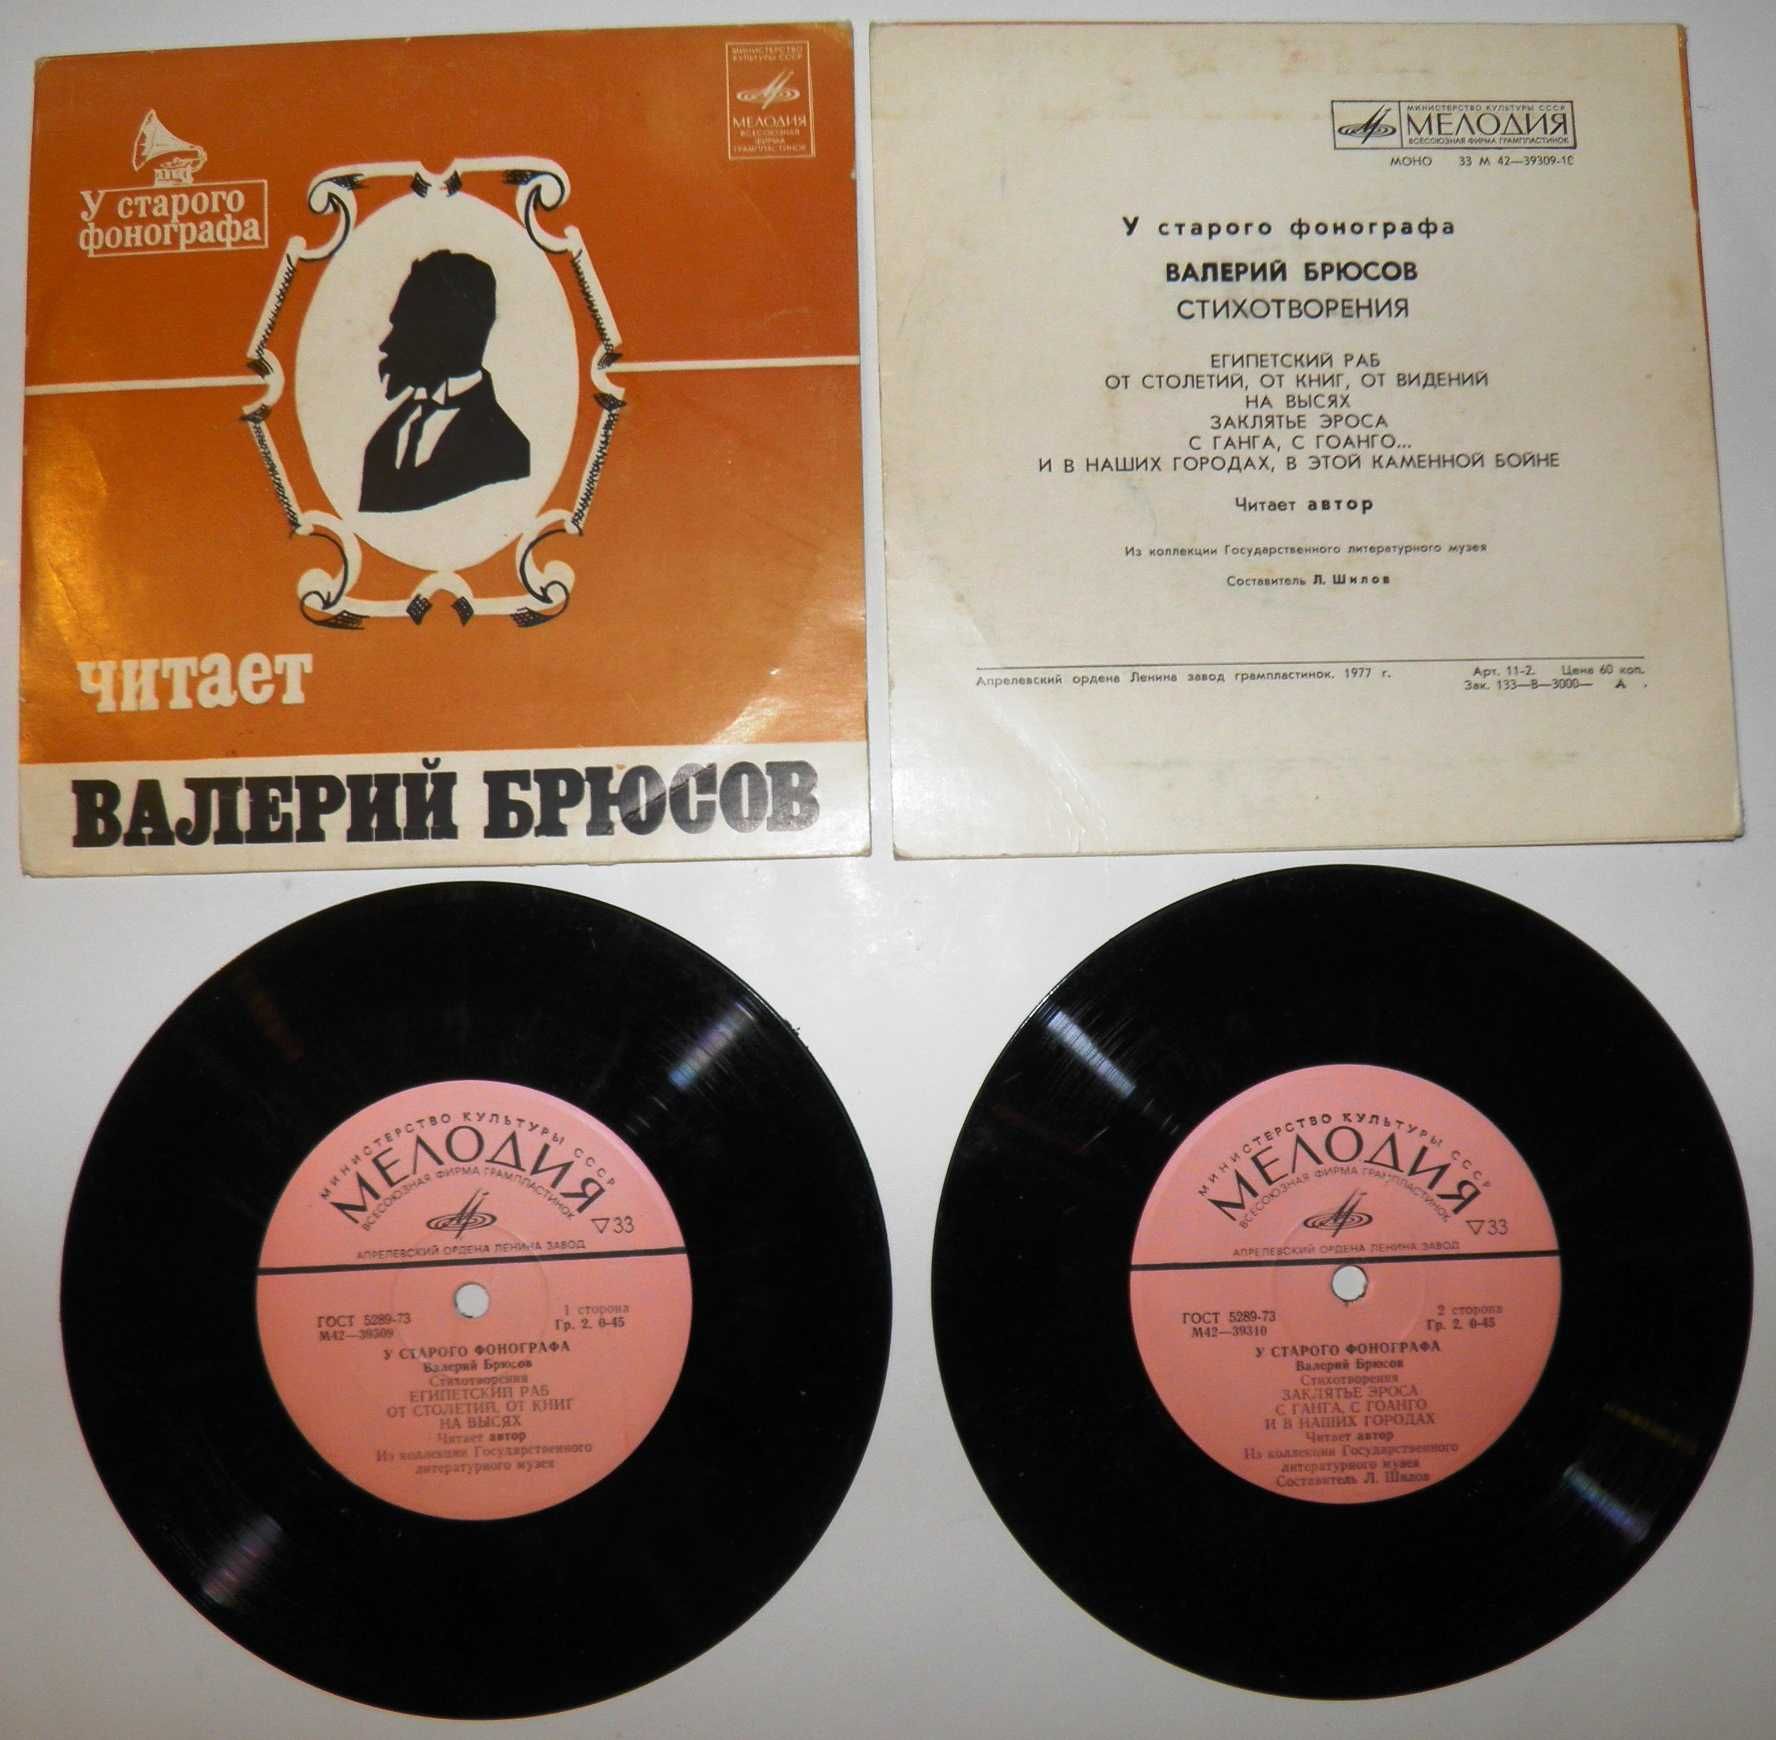 МИНИСТЕРСТВО
КУЛЬТУРЫ СССР
МЕЛОДИЯ
ВСЕСОЮЗНАЯ
ФИРМА
ГРАМПЛАСТИНОК
У старого
фонографа
читает
ВАЛЕРИЙ БРЮСОВ
МИНИСТЕРСТВО КУЛЬТУРЫ СССР
МЕЛОДИЯ
ВСЕСОЮЗНАЯ ФИРМА ГРАМПЛАСТИНОК
МОНО 33 М 42—39309-10
У старого фонографа
ВАЛЕРИЙ БРЮСОВ
СТИХОТВОРЕНИЯ
ЕГИПЕТСКИЙ РАБ
ОТ СТОЛЕТИЙ, ОТ КНИГ, ОТ ВИДЕНИЙ
НА ВЫСЯХ
ЗАКЛЯТЬЕ ЭРОСА
С ГАНГА, С ГОАНГО...
И В НАШИХ ГОРОДАХ, В ЭТОЙ КАМЕННОЙ БОЙНЕ
Читает автор
Из коллекции Государственного литературного музея
Составитель Л. Шилов
Апрелевский ордена Ленина завод грампластинок. 1977 г.
Арт. 11-2. Цена 60 коп.
Зак. 133—В—3000— А .
МИНИСТЕРСТВО КУЛЬТУРЫ СССР
МЕЛОДИЯ
ВСЕСОЮЗНАЯ ФИРМА ГРАМПЛАСТИНОК
▽33
АПРЕЛЕВСКИЙ ОРДЕНА ЛЕНИНА ЗАВОД
ГОСТ 5289-73
М42—39309
1 сторона
Гр. 2. 0-45
У СТАРОГО ФОНОГРАФА
Валерий Брюсов
Стихотворения
ЕГИПЕТСКИЙ РАБ
ОТ СТОЛЕТИЙ, ОТ КНИГ
НА ВЫСЯХ
Читает автор
Из коллекции Государственного
литературного музея
МИНИСТЕРСТВО КУЛЬТУРЫ СССР
МЕЛОДИЯ
ВСЕСОЮЗНАЯ ФИРМА ГРАМПЛАСТИНОК
▽33
АПРЕЛЕВСКИЙ ОРДЕНА ЛЕНИНА ЗАВОД
ГОСТ 5289-73
М42—39310
2 сторона
Гр. 2. 0-45
У СТАРОГО ФОНОГРАФА
Валерий Брюсов
Стихотворения
ЗАКЛЯТЬЕ ЭРОСА
С ГАНГА, С ГОАНГО
И В НАШИХ ГОРОДАХ
Читает автор
Из коллекции Государственного
литературного музея
Составитель Л. Шилов